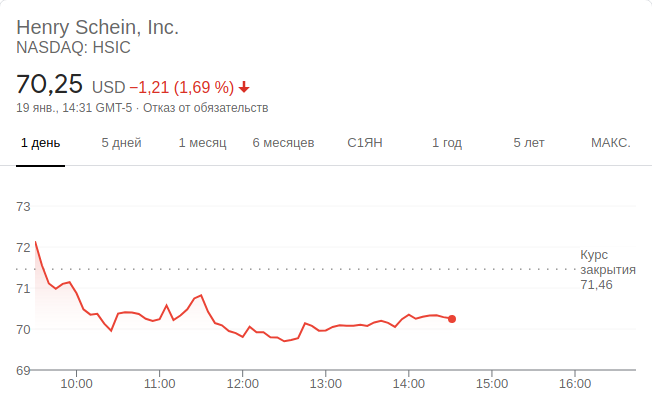 Henry Schein, Inc.
NASDAQ: HSIC
70,25 USD −1,21 (1,69 %)
19 янв., 14:31 GMT-5 · Отказ от обязательств
1 день 5 дней 1 месяц 6 месяцев С1ЯН 1 год 5 лет МАКС.
73
72
71
70
69
Курс
закрытия
71,46
10:00 11:00 12:00 13:00 14:00 15:00 16:00